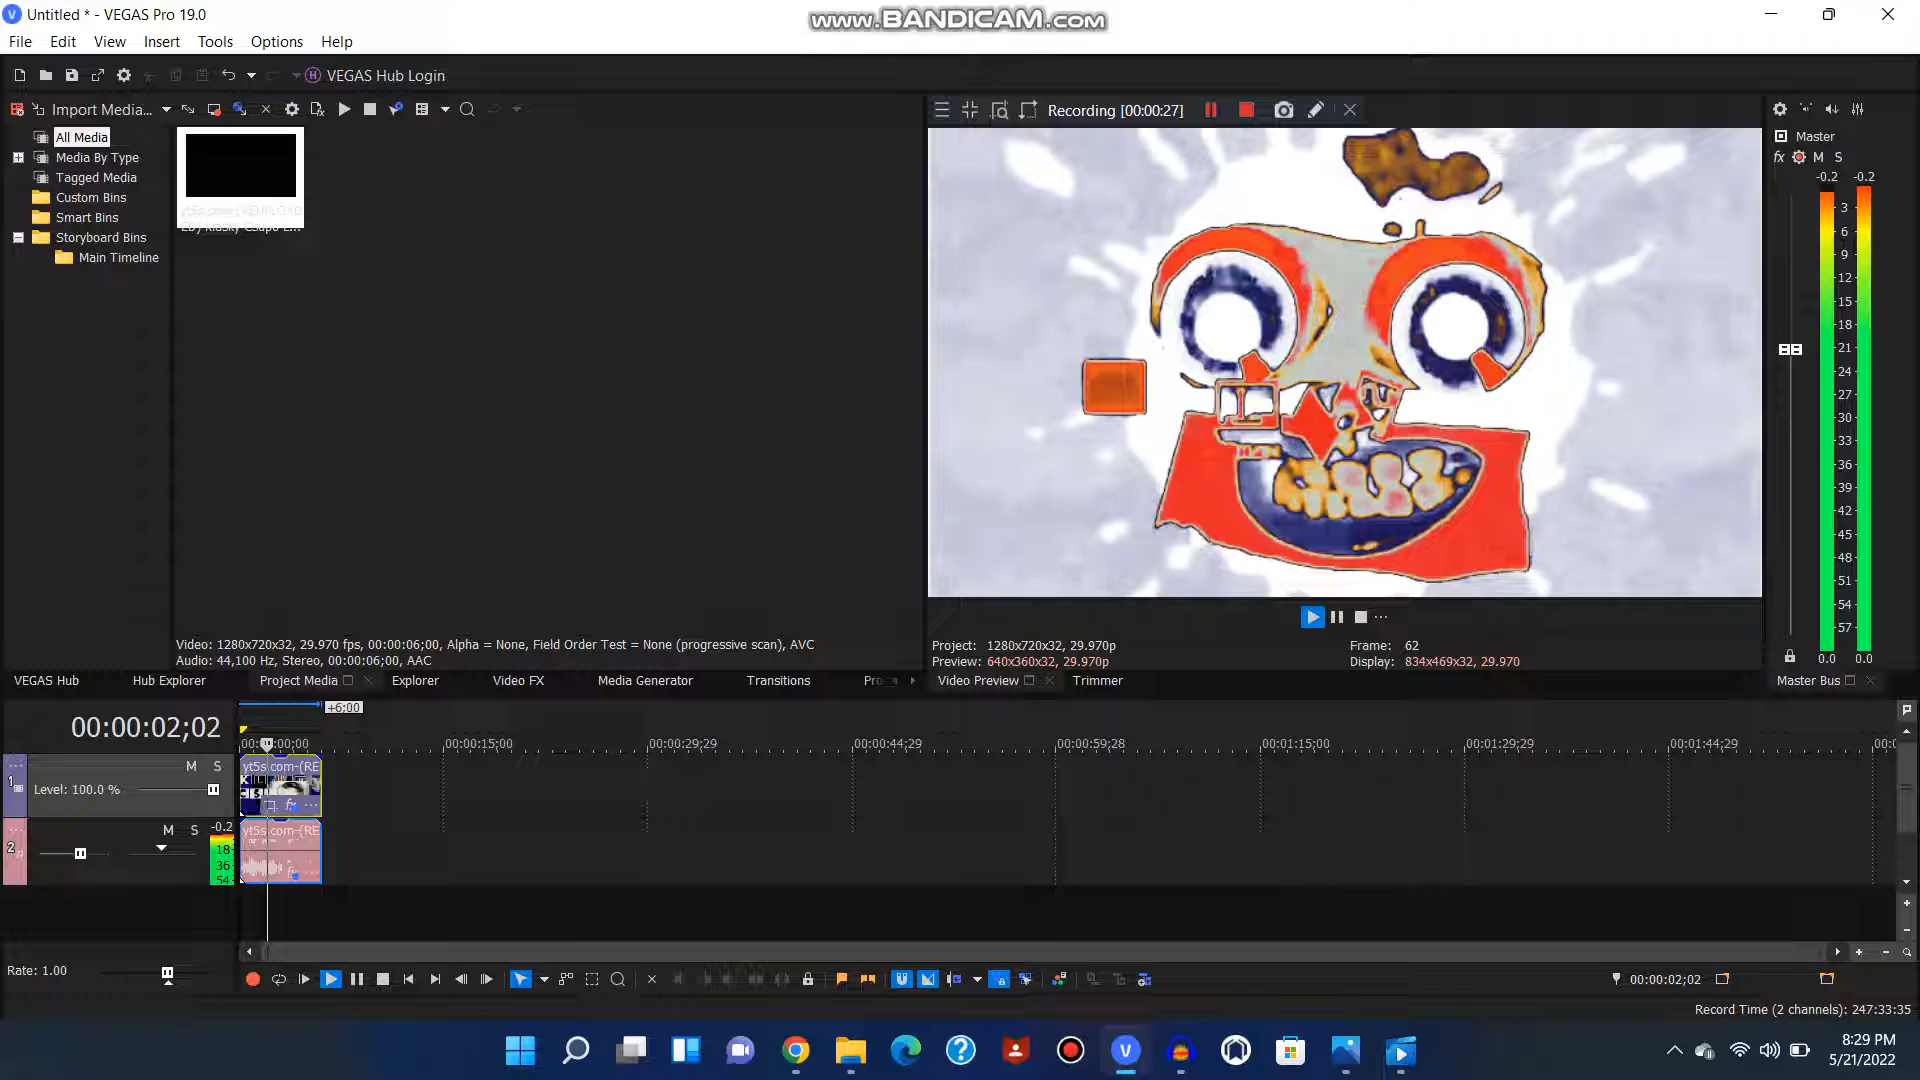 Untitled * - VEGAS Pro 19.0
www.BANDICAM.com
File Edit View Insert Tools Options Help
VEGAS Hub Login
Import Media...
Recording [00:00:27]
All Media
Media By Type
Tagged Media
Custom Bins
Smart Bins
Storyboard Bins
Main Timeline
Master
fx M S
-0.2 -0.2
3
6
9
12
15
18
21
24
27
30
33
36
39
42
45
48
51
54
57
0.0 0.0
Video: 1280x720x32, 29.970 fps, 00:00:06;00, Alpha = None, Field Order Test = None (progressive scan), AVC
Audio: 44,100 Hz, Stereo, 00:00:06;00, AAC
Project: 1280x720x32, 29.970p
Frame: 62
Preview: 640x360x32, 29.970p
Display: 834x469x32, 29.970
VEGAS Hub Hub Explorer Project Media Explorer Video FX Media Generator Transitions
Video Preview Trimmer
Master Bus
00:00:02;02
+6;00
00:00:15;00 00:00:29;29 00:00:44;29 00:00:59;28 00:01:15;00 00:01:29;29 00:01:44;29
1 M S
yt5s.com-(RE
Level: 100.0 %
2 M S
-0.2
18
36
54
yt5s.com-(RE
Rate: 1.00
00:00:02;02
Record Time (2 channels): 247:33:35
8:29 PM
5/21/2022